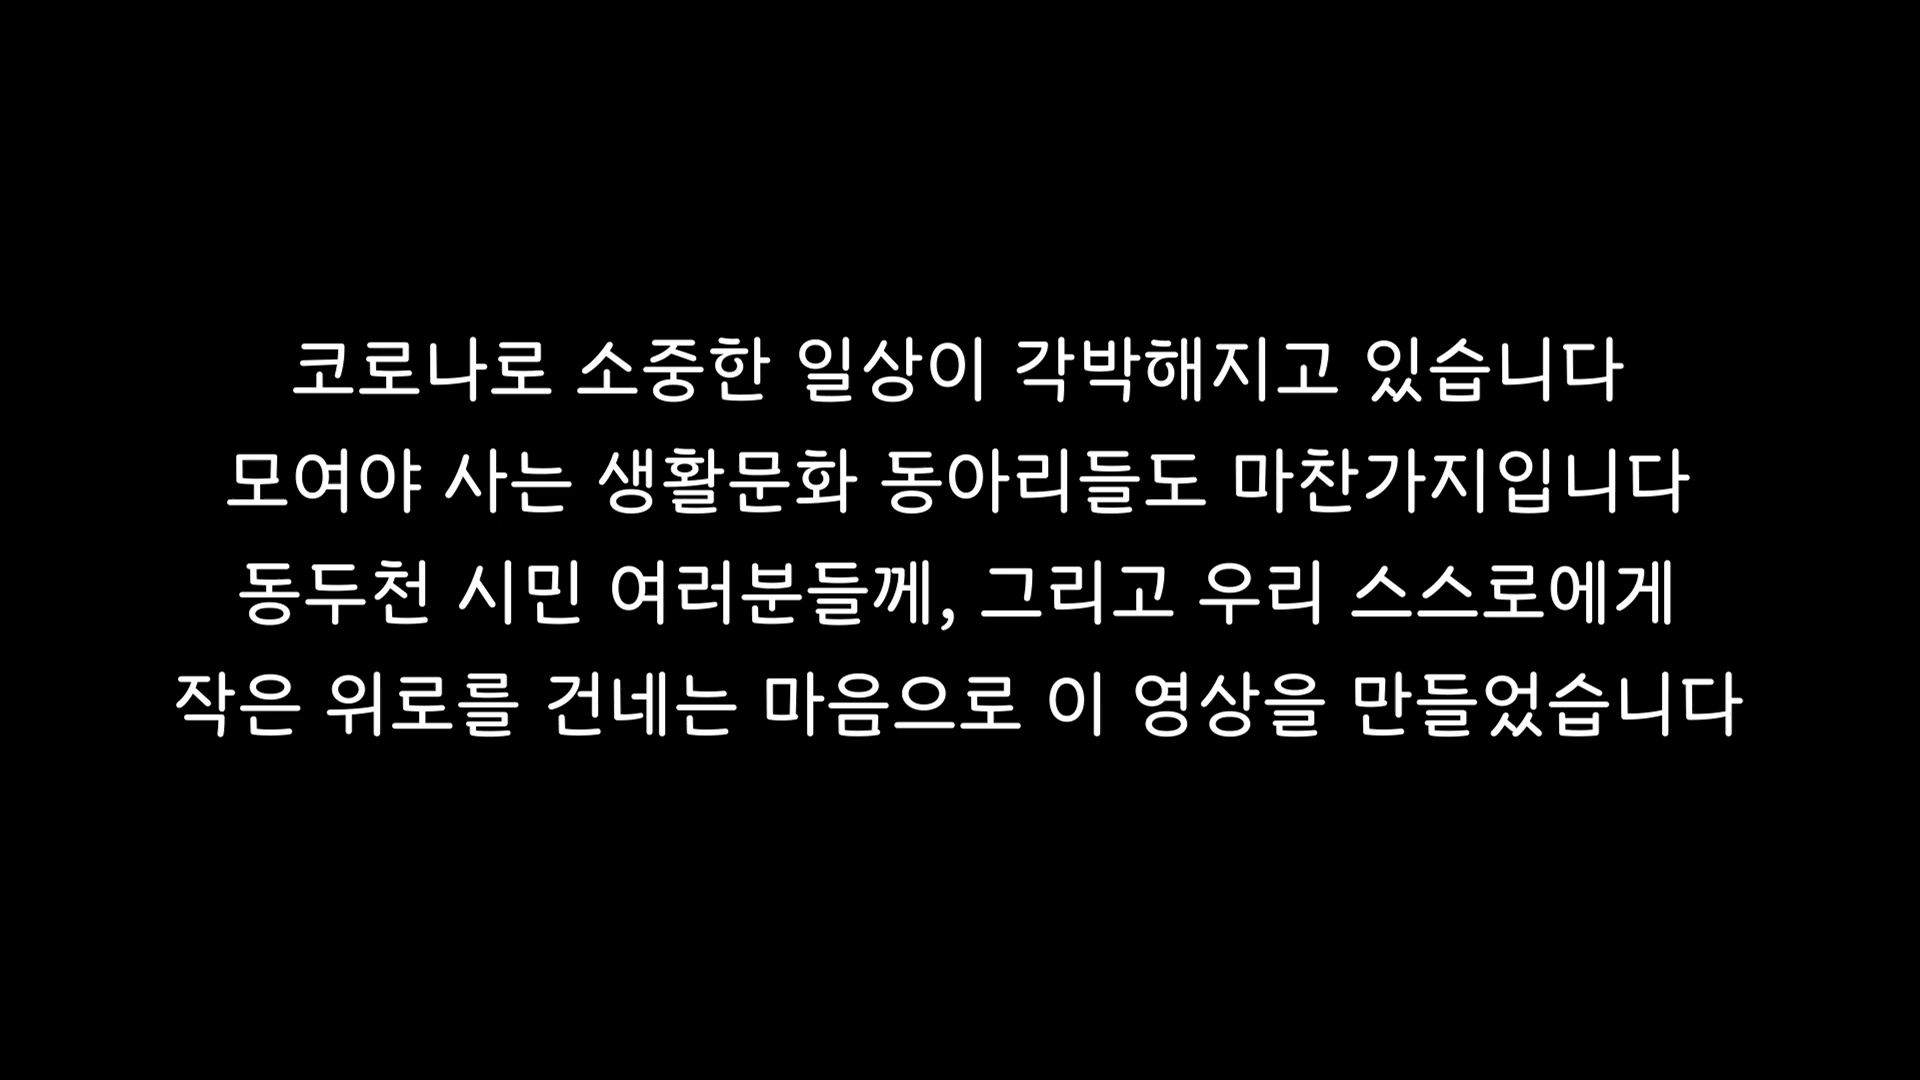 코로나로 소중한 일상이 각박해지고 있습니다
모여야 사는 생활문화 동아리들도 마찬가지입니다
동두천 시민 여러분들께, 그리고 우리 스스로에게
작은 위로를 건네는 마음으로 이 영상을 만들었습니다